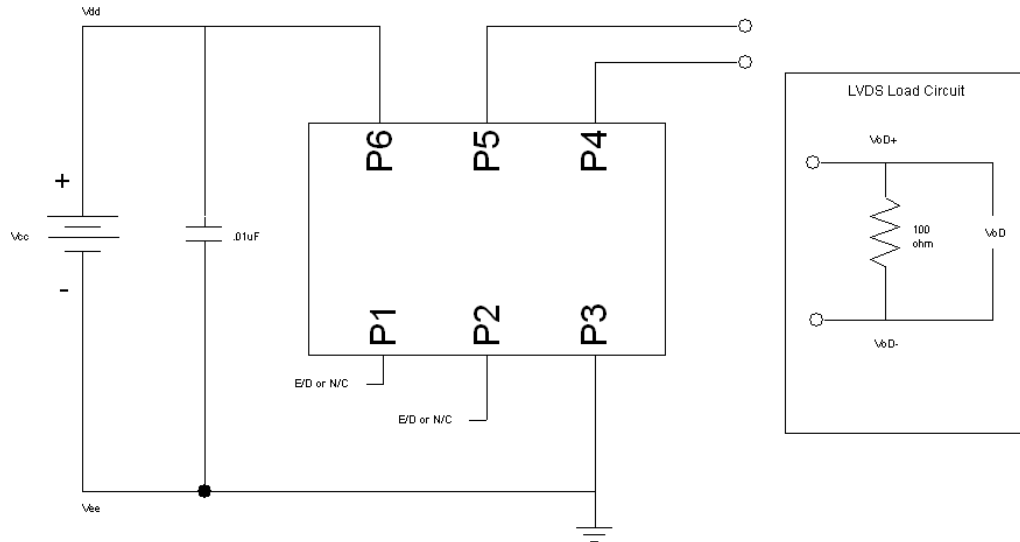 Vdd
P6
P5
P4
LVDS Load Circuit
VoD+
+
Vcc
.01uF
100
ohm
VoD
-
P1
P2
P3
VoD-
E/D or N/C
E/D or N/C
Vee